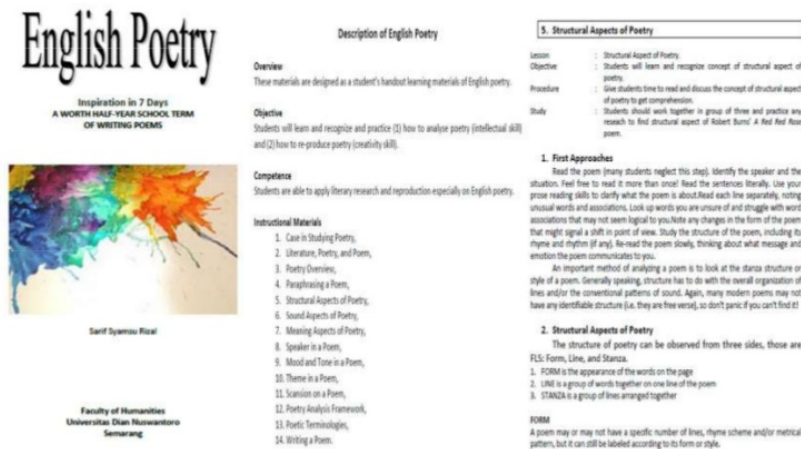 English Poetry
Inspiration in 7 Days
A WORTH HALF-YEAR SCHOOL TERM
OF WRITING POEMS
Sarif Syamsu Rizal
Faculty of Humanities
Universitas Dian Nuswantoro
Semarang
Description of English Poetry
Overview
These materials are designed as a student's handout learning materials of English poetry.
Objective
Students will learn and recognize and practice (1) how to analyse poetry (intellectual skill)
and (2) how to re-produce poetry (creativity skill).
Competence
Students are able to apply literary research and reproduction especially on English poetry.
Instructional Materials
1. Case in Studying Poetry,
2. Literature, Poetry, and Poem,
3. Poetry Overview,
4. Paraphrasing a Poem,
5. Structural Aspects of Poetry,
6. Sound Aspects of Poetry,
7. Meaning Aspects of Poetry,
8. Speaker in a Poem,
9. Mood and Tone in a Poem,
10. Theme in a Poem,
11. Scansion on a Poem,
12. Poetry Analysis Framework,
13. Poetic Terminologies,
14. Writing a Poem.
5. Structural Aspects of Poetry
Lesson : Structural Aspect of Poetry.
Objective : Students will learn and recognize concept of structural aspect of
poetry.
Procedure : Give students time to read and discuss the concept of structural aspect
of poetry to get comprehension.
Study : Students should work together in group of three and practice any
reseach to find structural aspect of Robert Burns' A Red Red Rose
poem.
1. First Approaches
Read the poem (many students neglect this step). Identify the speaker and the
situation. Feel free to read it more than once! Read the sentences literally. Use your
prose reading skills to clarify what the poem is about.Read each line separately, noting
unusual words and associations. Look up words you are unsure of and struggle with word
associations that may not seem logical to you.Note any changes in the form of the poem
that might signal a shift in point of view. Study the structure of the poem, including its
rhyme and rhythm (if any). Re-read the poem slowly, thinking about what message and
emotion the poem communicates to you.
An important method of analyzing a poem is to look at the stanza structure or
style of a poem. Generally speaking, structure has to do with the overall organization of
lines and/or the conventional patterns of sound. Again, many modern poems may not
have any identifiable structure (i.e. they are free verse), so don't panic if you can't find it!
2. Structural Aspects of Poetry
The structure of poetry can be observed from three sides, those are
FLS: Form, Line, and Stanza.
1. FORM is the appearance of the words on the page
2. LINE is a group of words together on one line of the poem
3. STANZA is a group of lines arranged together
FORM
A poem may or may not have a specific number of lines, rhyme scheme and/or metrical
pattern, but it can still be labeled according to its form or style.